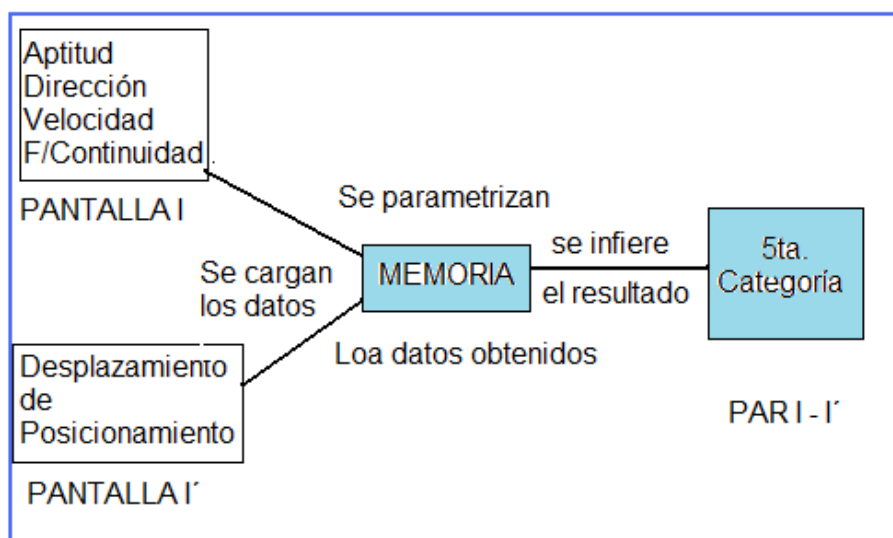 Aptitud
Dirección
Velocidad
F/Continuidad
PANTALLA I
Se parametrizan
Se cargan
los datos
MEMORIA
se infiere
el resultado
5ta.
Categoría
Loa datos obtenidos
Desplazamiento
de
Posicionamiento
PAR I - I´
PANTALLA I´